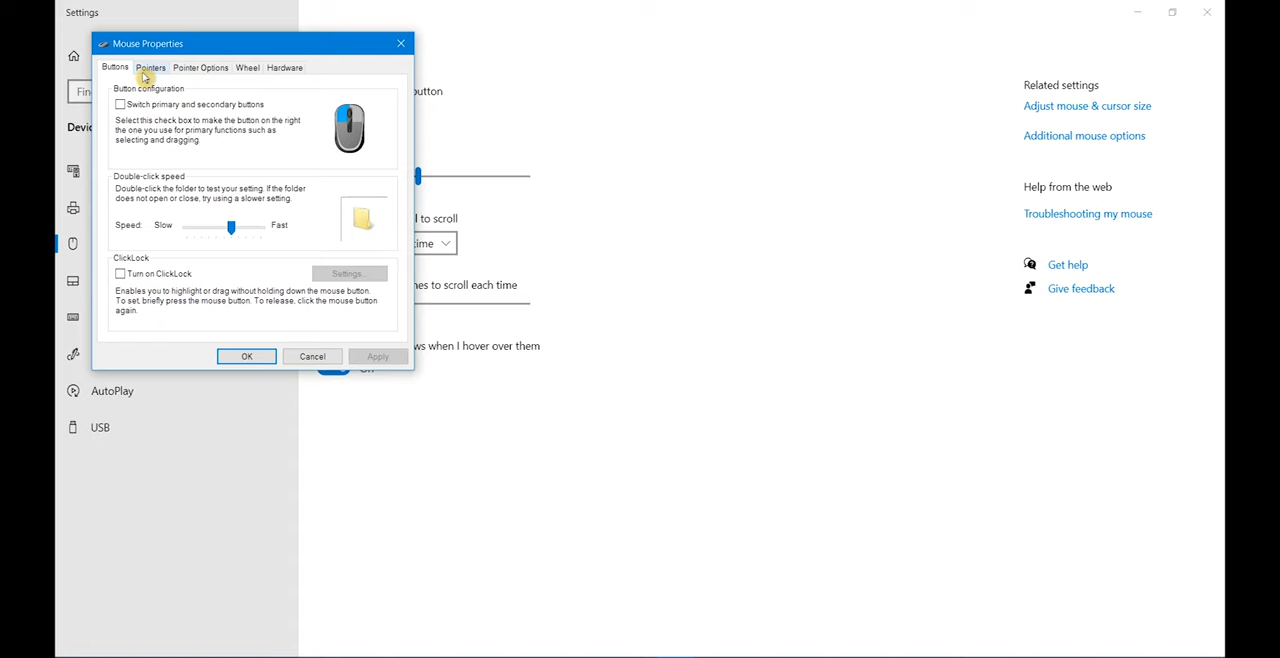 Settings
Mouse Properties
Buttons Pointers Pointer Options Wheel Hardware
Button configuration
Switch primary and secondary buttons
Select this check box to make the button on the right
the one you use for primary functions such as
selecting and dragging.
Double-click speed
Double-click the folder to test your setting. If the folder
does not open or close, try using a slower setting.
Speed: Slow Fast
ClickLock
Turn on ClickLock
Settings...
Enables you to highlight or drag without holding down the mouse button.
To set, briefly press the mouse button. To release, click the mouse button
again.
OK Cancel Apply
Fin
Devic
AutoPlay
USB
button
l to scroll
time
nes to scroll each time
ws when I hover over them
On
Related settings
Adjust mouse & cursor size
Additional mouse options
Help from the web
Troubleshooting my mouse
Get help
Give feedback